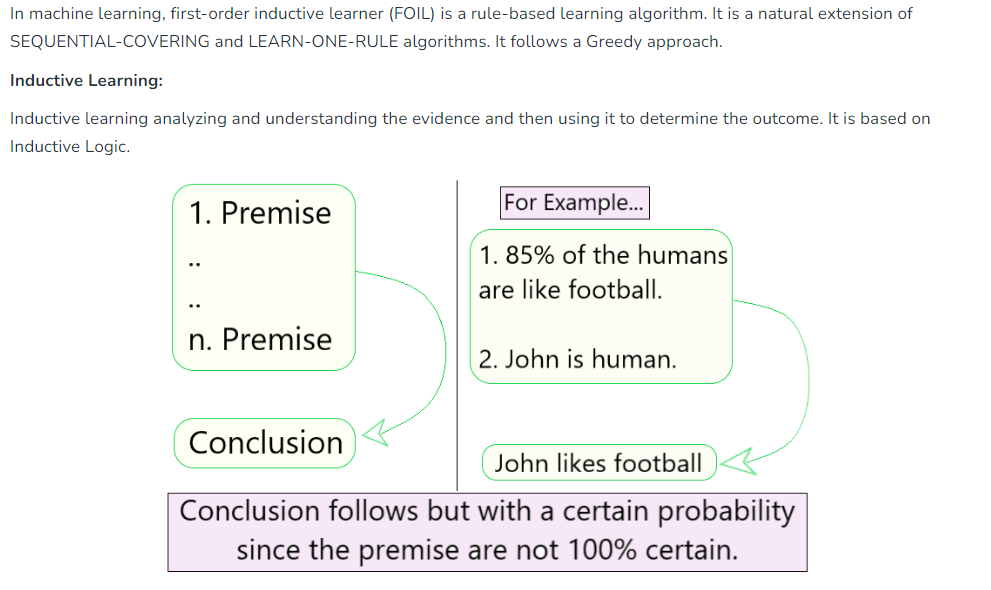 In machine learning, first-order inductive learner (FOIL) is a rule-based learning algorithm. It is a natural extension of
SEQUENTIAL-COVERING and LEARN-ONE-RULE algorithms. It follows a Greedy approach.
Inductive Learning:
Inductive learning analyzing and understanding the evidence and then using it to determine the outcome. It is based on
Inductive Logic.
1. Premise
..
..
n. Premise
Conclusion
For Example...
1. 85% of the humans
are like football.
2. John is human.
John likes football
Conclusion follows but with a certain probability
since the premise are not 100% certain.